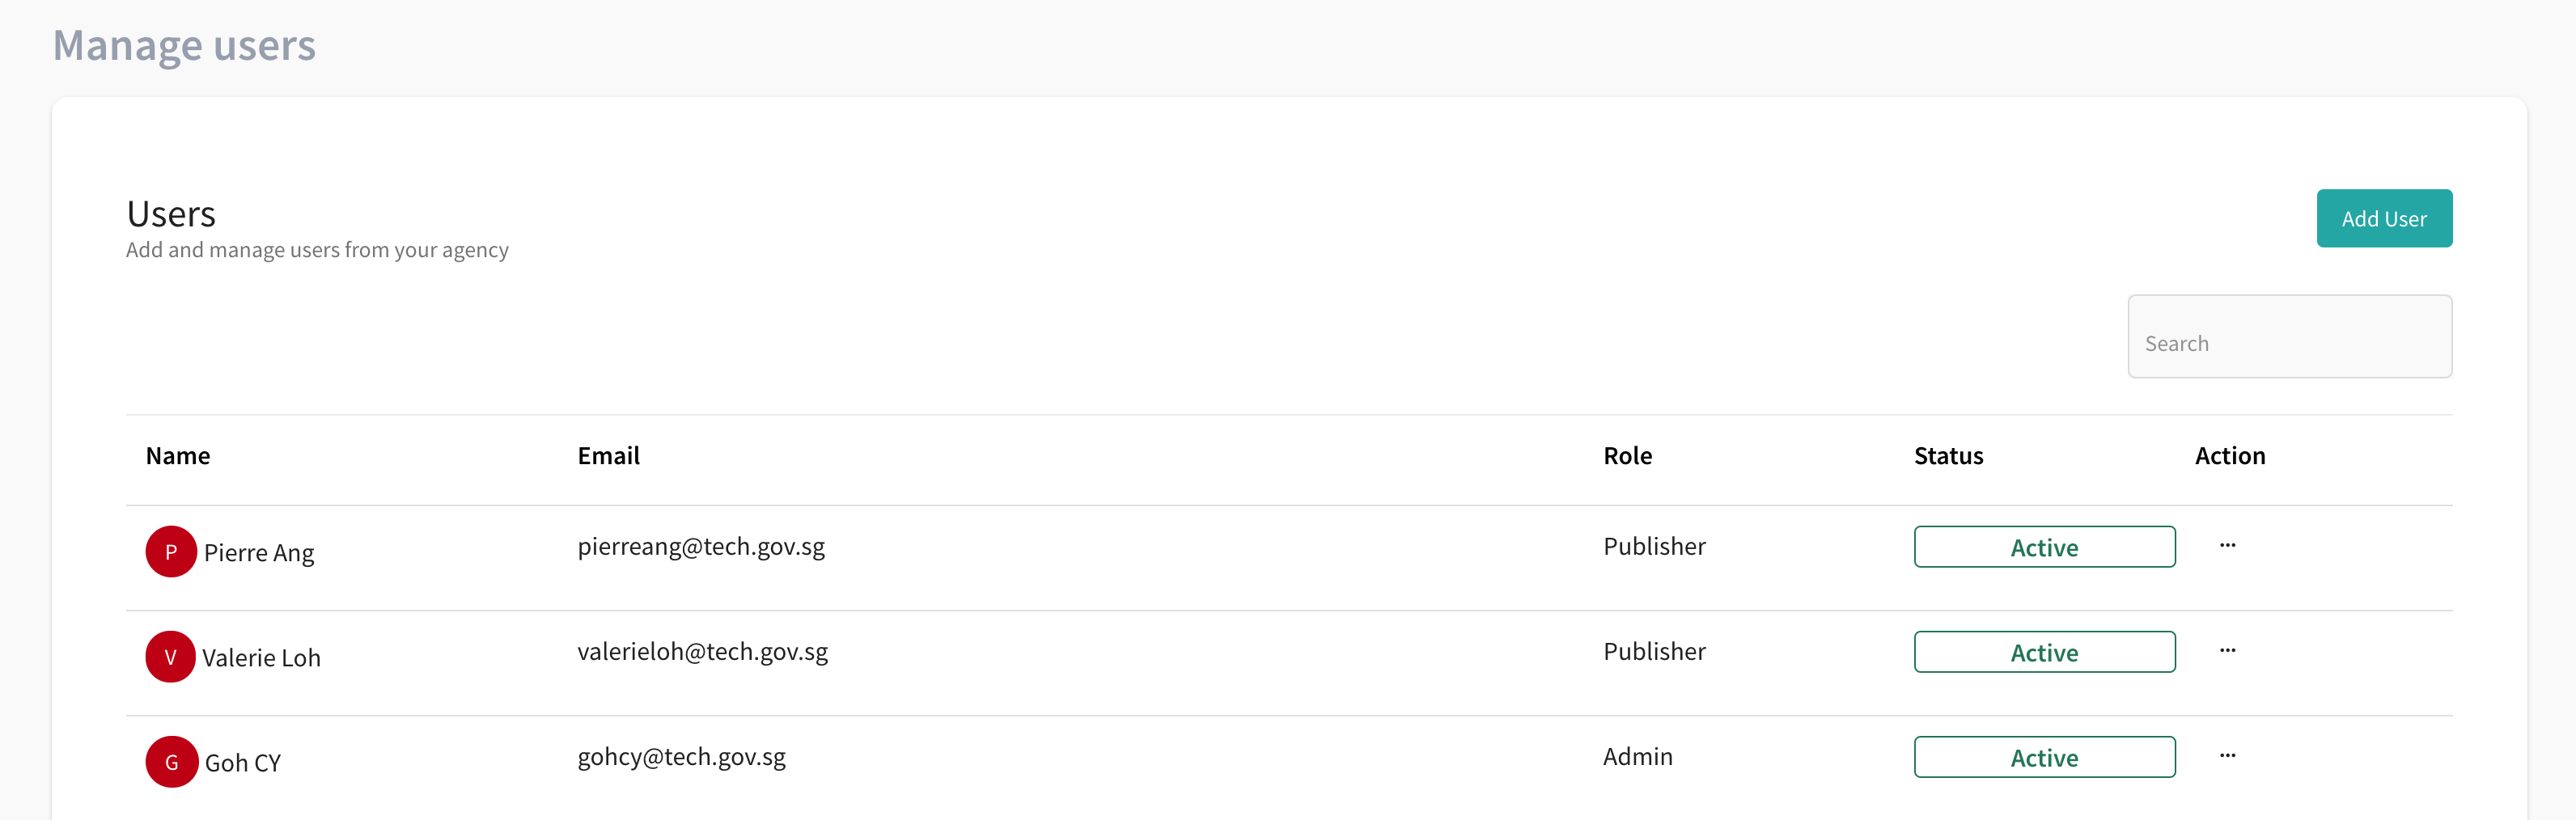 Manage users
Users
Add and manage users from your agency
Add User
Search
Name Email Role Status Action
P Pierre Ang pierreang@tech.gov.sg Publisher Active ...
V Valerie Loh valerieloh@tech.gov.sg Publisher Active ...
G Goh CY gohcy@tech.gov.sg Admin Active ...